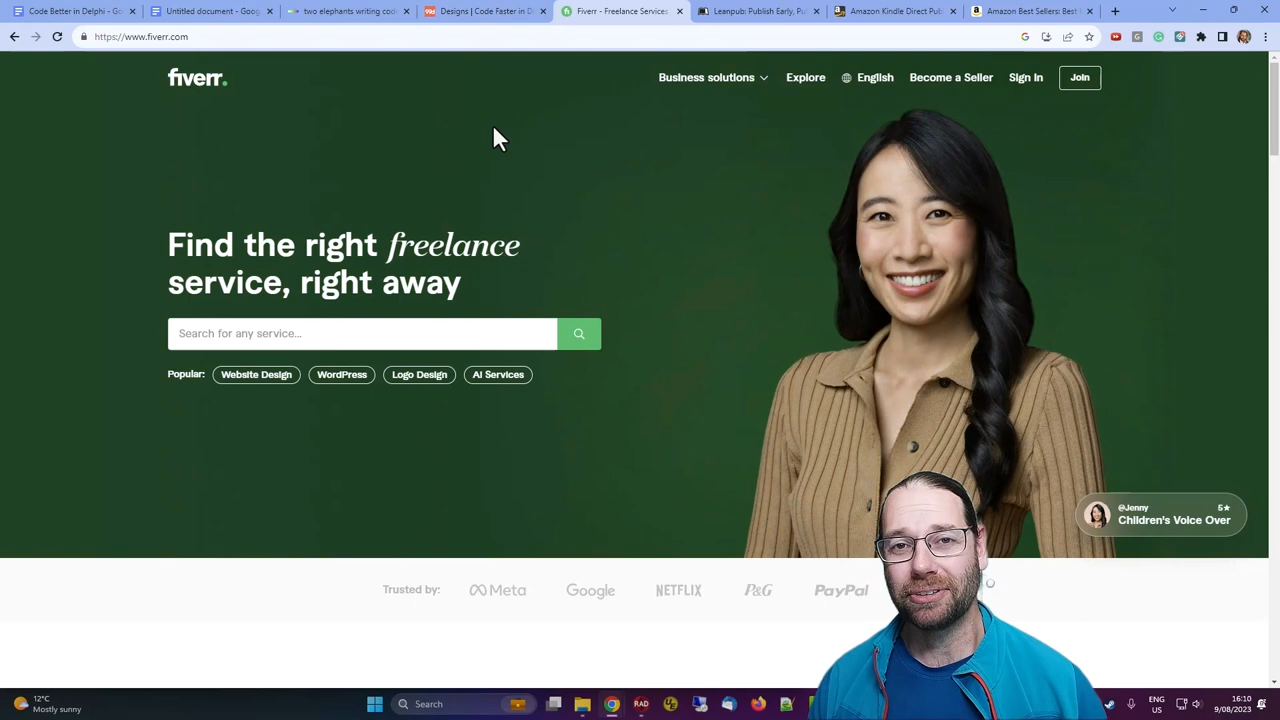 Code Better in Delphi - Go
Untitled document - Goog
two elephants writing code
99d
Designs | Code Faster in D
Fiverr - Freelance Services
Leanpub: Publish Early, Pu
Amazon Kindle Direct Pub
Amazon Best Sellers: Best
https://www.fiverr.com
fiverr.
Business solutions
Explore
English
Become a Seller
Sign in
Join
Find the right freelance
service, right away
Search for any service...
Popular:
Website Design
WordPress
Logo Design
AI Services
@Jenny
5★
Children's Voice Over
Trusted by:
Meta
Google
NETFLIX
P&G
PayPal
12°C
Mostly sunny
Search
RAD
ENG
US
16:10
9/08/2023